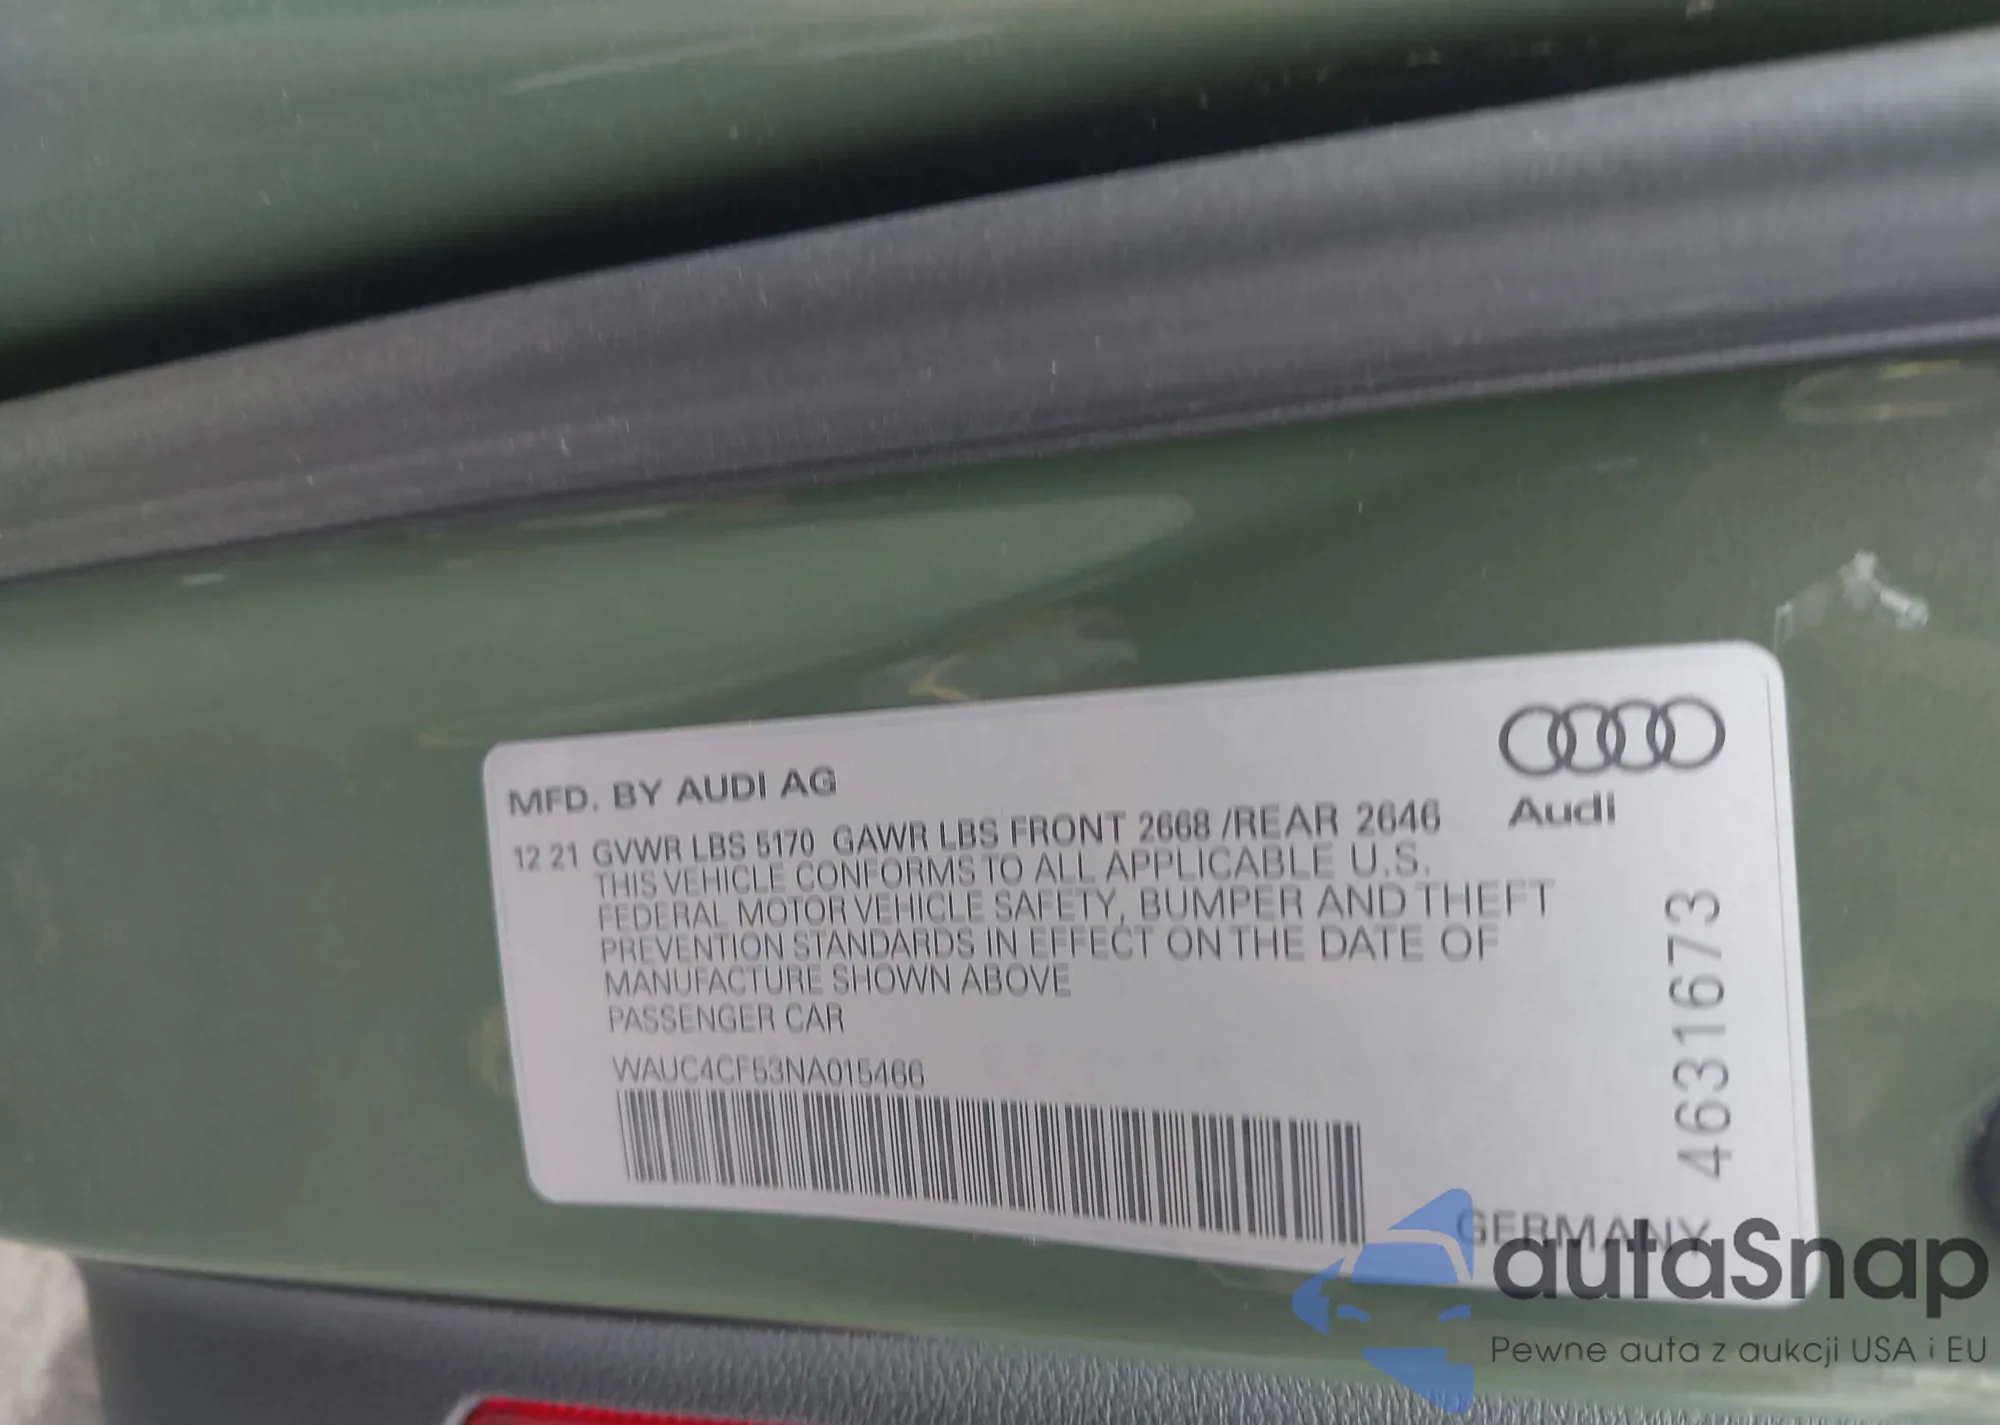 MFD. BY AUDI AG
Audi
12 21 GVWR LBS 5170 GAWR LBS FRONT 2668 /REAR 2646
THIS VEHICLE CONFORMS TO ALL APPLICABLE U.S.
FEDERAL MOTOR VEHICLE SAFETY, BUMPER AND THEFT
PREVENTION STANDARDS IN EFFECT ON THE DATE OF
MANUFACTURE SHOWN ABOVE
PASSENGER CAR
WAUC4CF53NA015466
4631673
GERMANY
autaSnap
Pewne auta z aukcji USA i EU